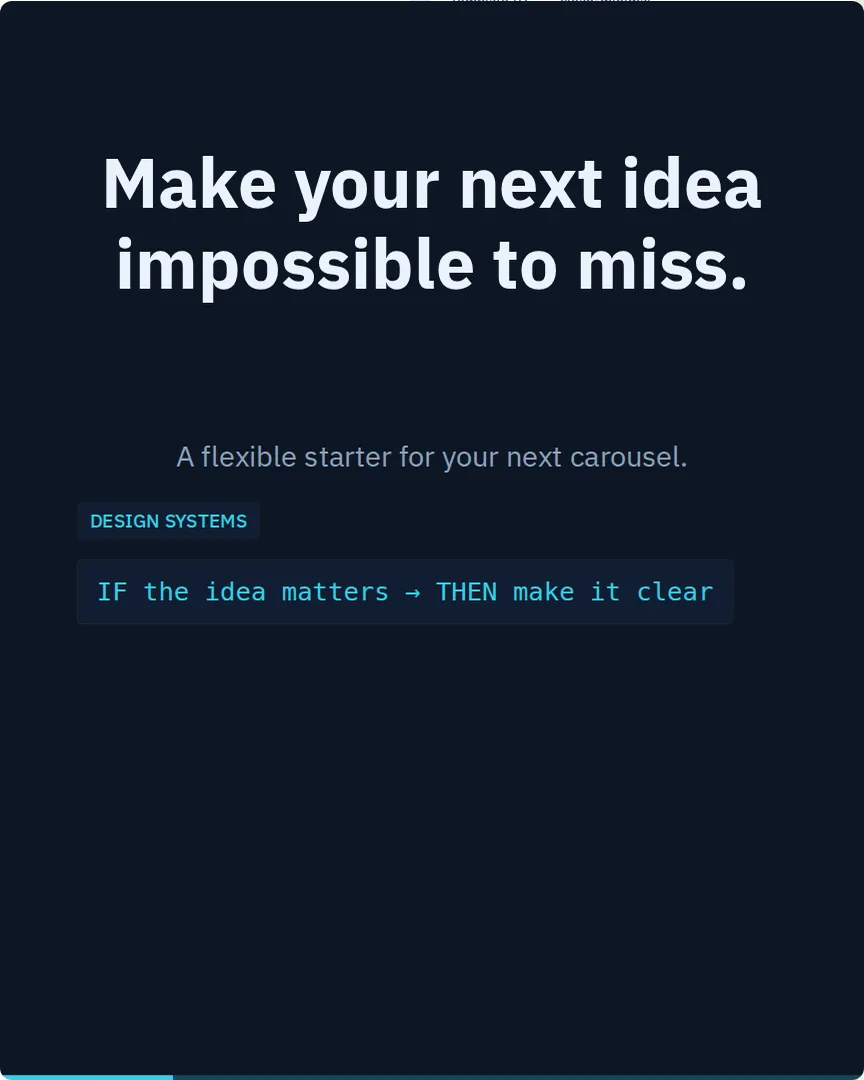 Make your next idea
impossible to miss.
A flexible starter for your next carousel.
DESIGN SYSTEMS
IF the idea matters → THEN make it clear